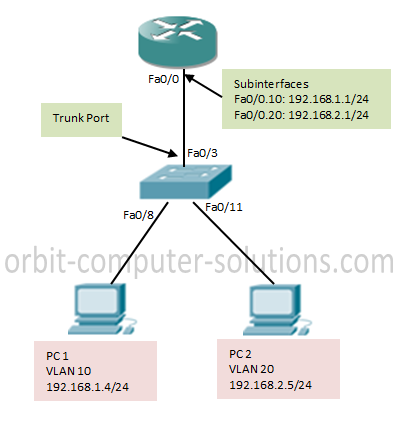 Fa0/0
Subinterfaces
Fa0/0.10: 192.168.1.1/24
Fa0/0.20: 192.168.2.1/24
Trunk Port
Fa0/3
Fa0/8
Fa0/11
orbit-computer-solutions.com
PC 1
VLAN 10
192.168.1.4/24
PC 2
VLAN 20
192.168.2.5/24